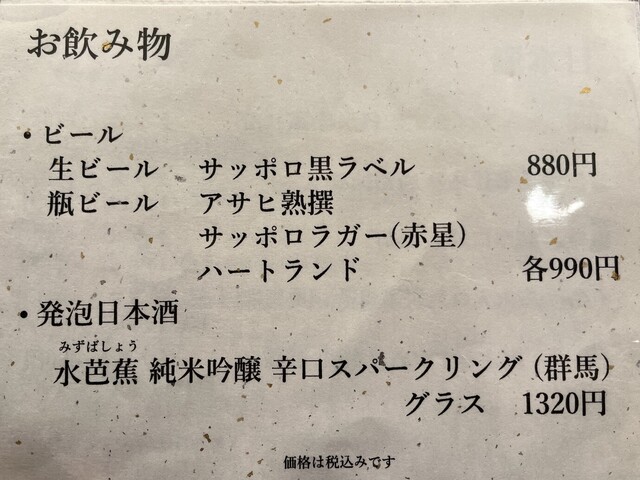 お飲み物
・ビール
生ビール サッポロ黒ラベル 880円
瓶ビール アサヒ熟撰
サッポロラガー(赤星)
ハートランド 各990円
・発泡日本酒
みずばしょう
水芭蕉 純米吟醸 辛口スパークリング (群馬)
グラス 1320円
価格は税込みです